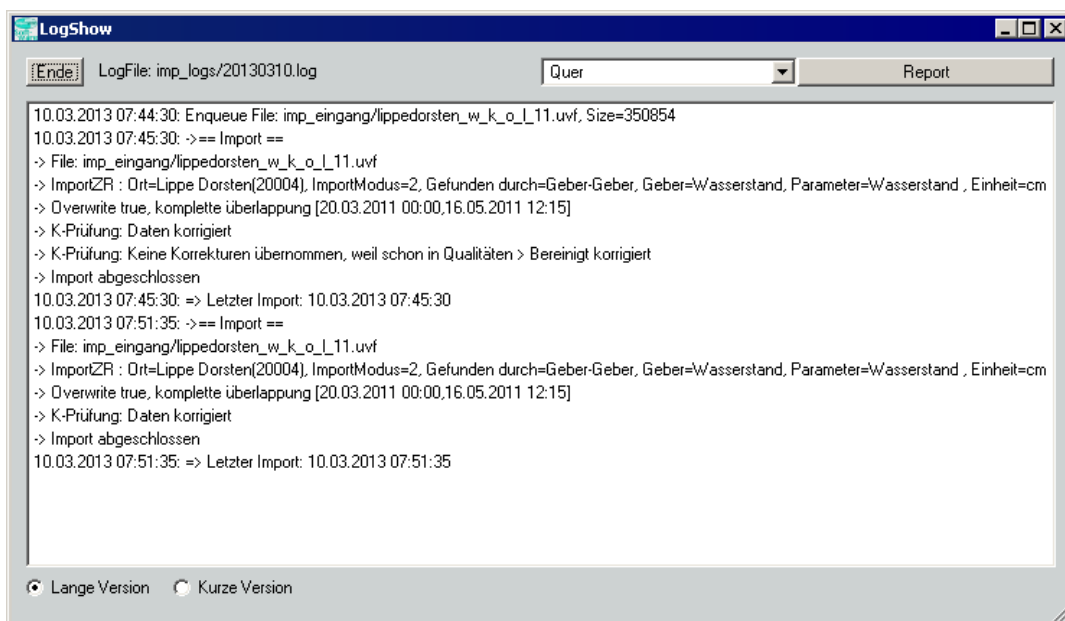 LogShow
Ende LogFile: imp_logs/20130310.log Quer Report
10.03.2013 07:44:30: Enqueue File: imp_eingang/lippedorsten_w_k_o_l_11.uvf, Size=350854
10.03.2013 07:45:30: ->== Import ==
-> File: imp_eingang/lippedorsten_w_k_o_l_11.uvf
-> ImportZR : Ort=Lippe Dorsten(20004), ImportModus=2, Gefunden durch=Geber-Geber, Geber=Wasserstand, Parameter=Wasserstand , Einheit=cm
-> Overwrite true, komplette überlappung [20.03.2011 00:00,16.05.2011 12:15]
-> K-Prüfung: Daten korrigiert
-> K-Prüfung: Keine Korrekturen übernommen, weil schon in Qualitäten > Bereinigt korrigiert
-> Import abgeschlossen
10.03.2013 07:45:30: => Letzter Import: 10.03.2013 07:45:30
10.03.2013 07:51:35: ->== Import ==
-> File: imp_eingang/lippedorsten_w_k_o_l_11.uvf
-> ImportZR : Ort=Lippe Dorsten(20004), ImportModus=2, Gefunden durch=Geber-Geber, Geber=Wasserstand, Parameter=Wasserstand , Einheit=cm
-> Overwrite true, komplette überlappung [20.03.2011 00:00,16.05.2011 12:15]
-> K-Prüfung: Daten korrigiert
-> Import abgeschlossen
10.03.2013 07:51:35: => Letzter Import: 10.03.2013 07:51:35
Lange Version Kurze Version